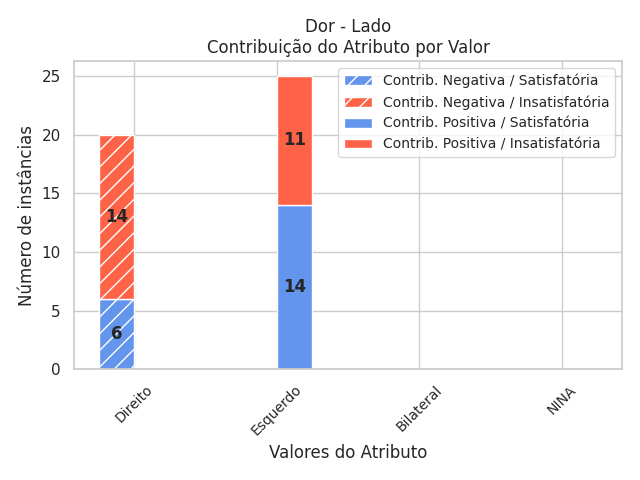 Dor - Lado
Contribuição do Atributo por Valor
Contrib. Negativa / Satisfatória
Contrib. Negativa / Insatisfatória
Contrib. Positiva / Satisfatória
Contrib. Positiva / Insatisfatória
Número de instâncias
25
20
15
10
5
0
14
6
11
14
Direito
Esquerdo
Bilateral
NINA
Valores do Atributo